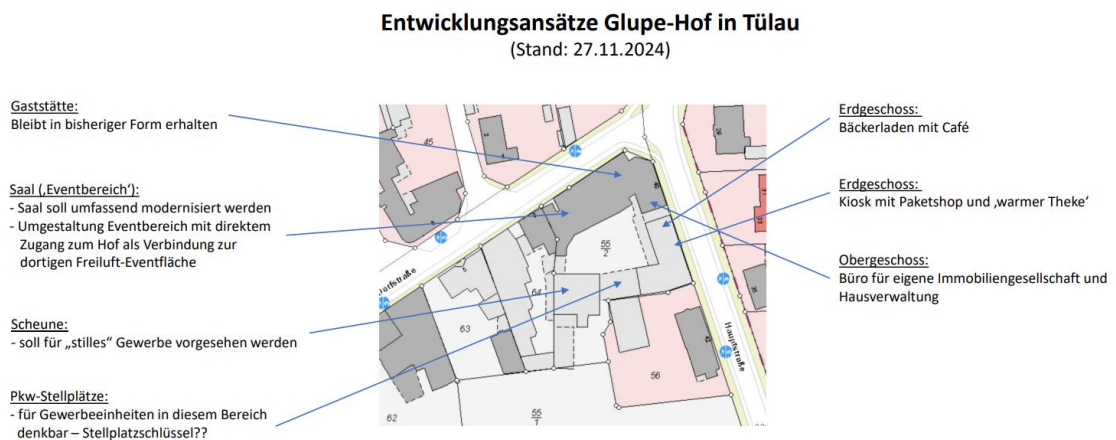 Entwicklungsansätze Glupe-Hof in Tülau
(Stand: 27.11.2024)
Gaststätte:
Bleibt in bisheriger Form erhalten
Saal (‚Eventbereich‘):
- Saal soll umfassend modernisiert werden
- Umgestaltung Eventbereich mit direktem
Zugang zum Hof als Verbindung zur
dortigen Freiluft-Eventfläche
Scheune:
- soll für „stilles“ Gewerbe vorgesehen werden
Pkw-Stellplätze:
- für Gewerbeeinheiten in diesem Bereich
denkbar – Stellplatzschlüssel??
Erdgeschoss:
Bäckerladen mit Café
Erdgeschoss:
Kiosk mit Paketshop und ‚warmer Theke‘
Obergeschoss:
Büro für eigene Immobiliengesellschaft und
Hausverwaltung
45
55
2
64
63
62
55
1
56
42
Dorfstraße
Hauptstraße